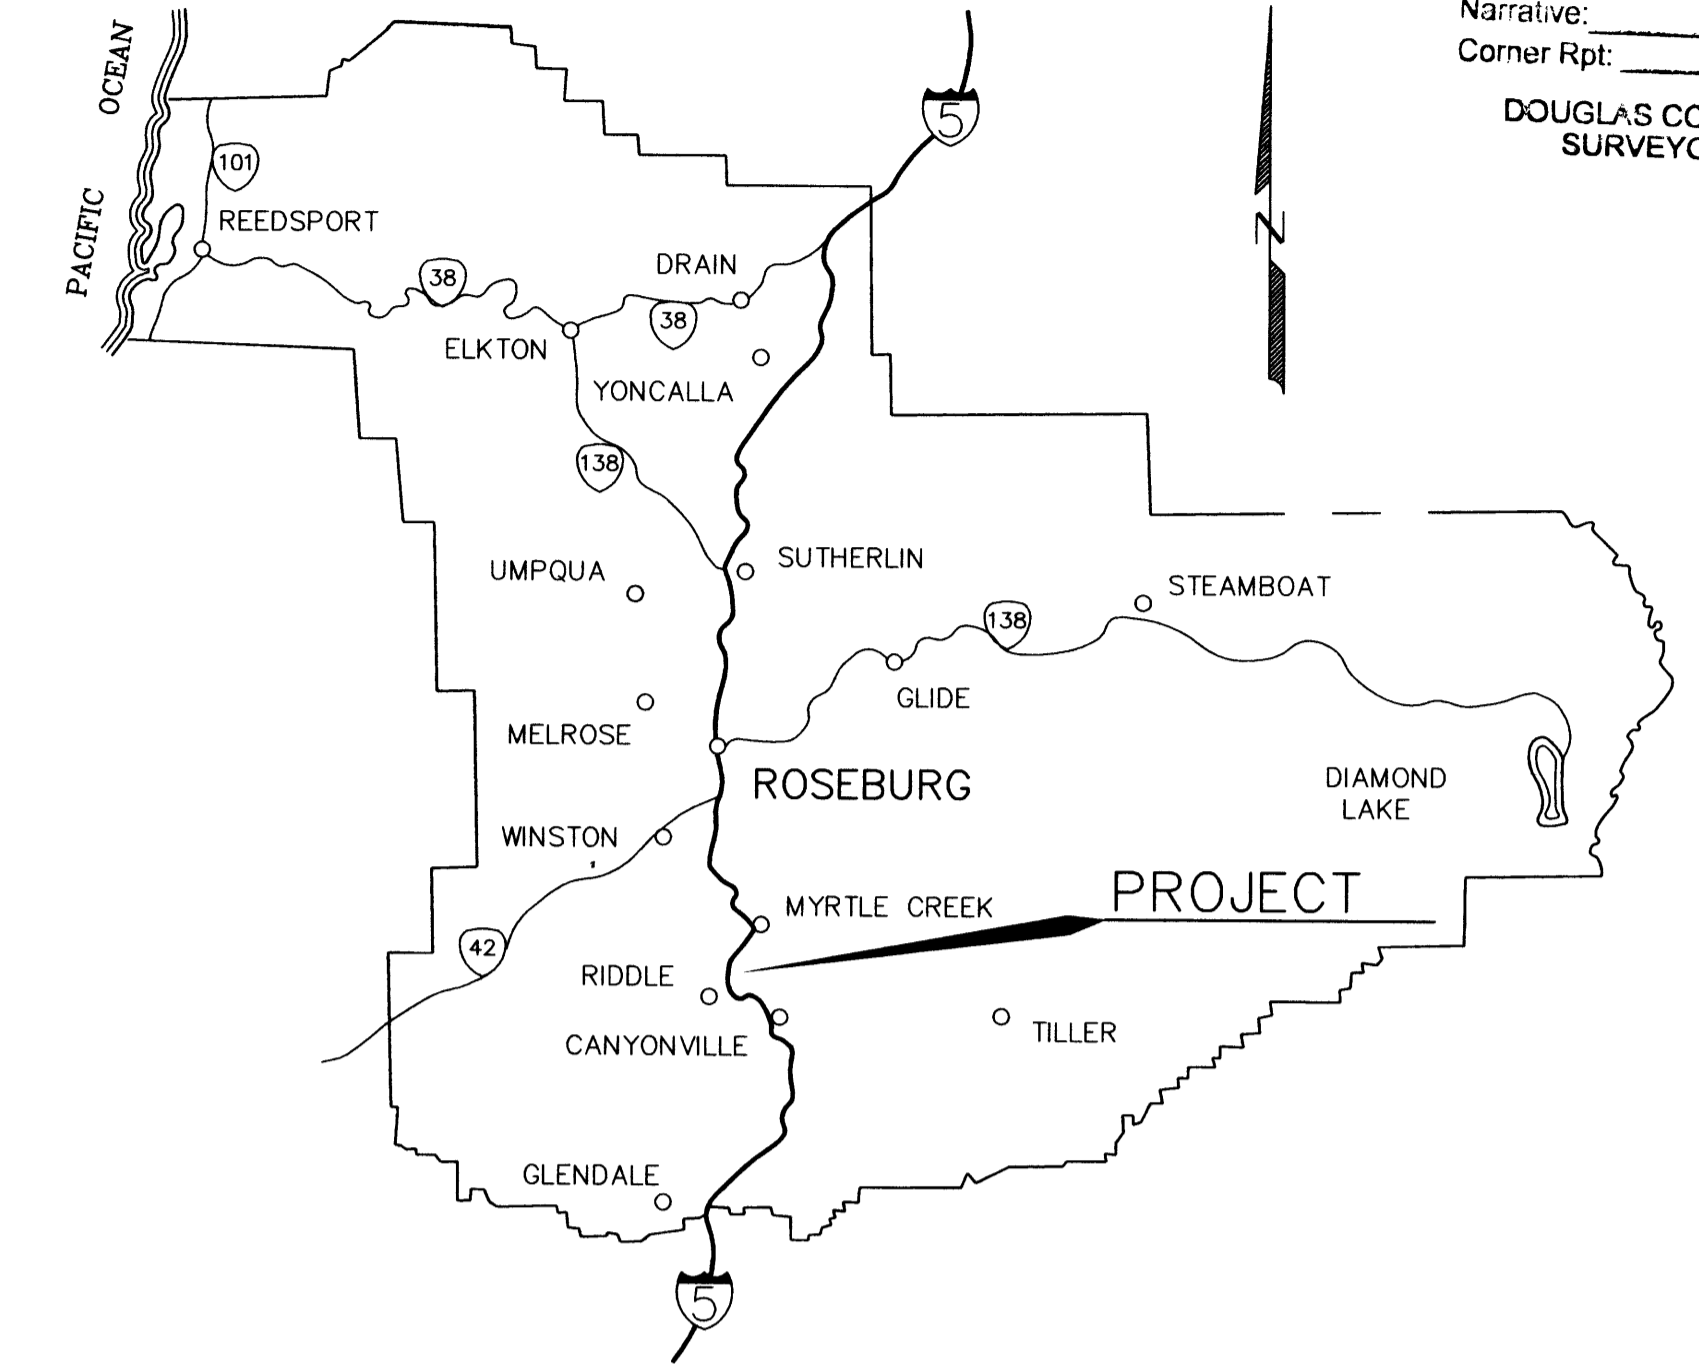 Narrative:
Corner Rpt:
DOUGLAS CO
SURVEYO
PACIFIC OCEAN
5
101
REEDSPORT
N
DRAIN
38
38
ELKTON
YONCALLA
138
SUTHERLIN
UMPQUA
STEAMBOAT
138
GLIDE
MELROSE
ROSEBURG
DIAMOND
LAKE
WINSTON
PROJECT
MYRTLE CREEK
42
RIDDLE
TILLER
CANYONVILLE
GLENDALE
5